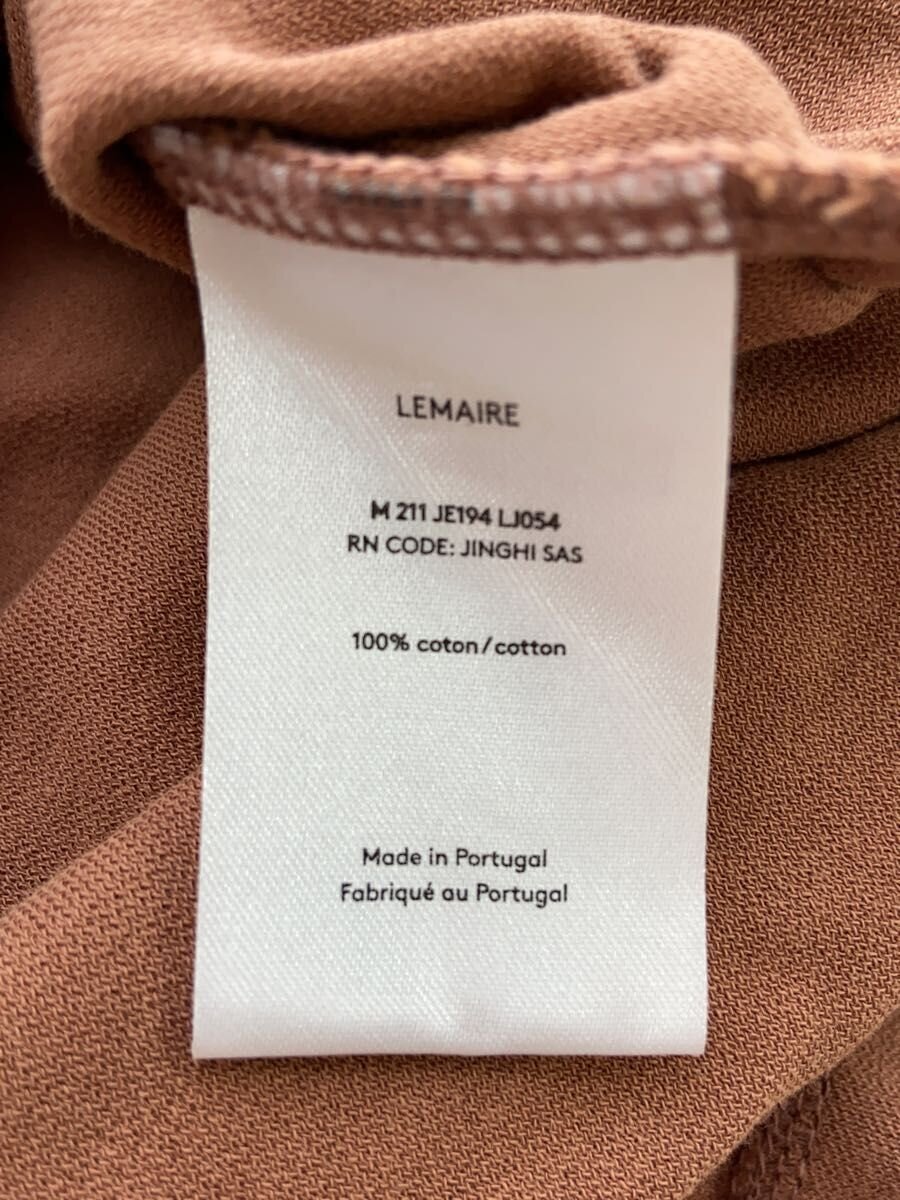 LEMAIRE
M 211 JE194 LJ054
RN CODE: JINGHI SAS
100% coton/cotton
Made in Portugal
Fabriqué au Portugal